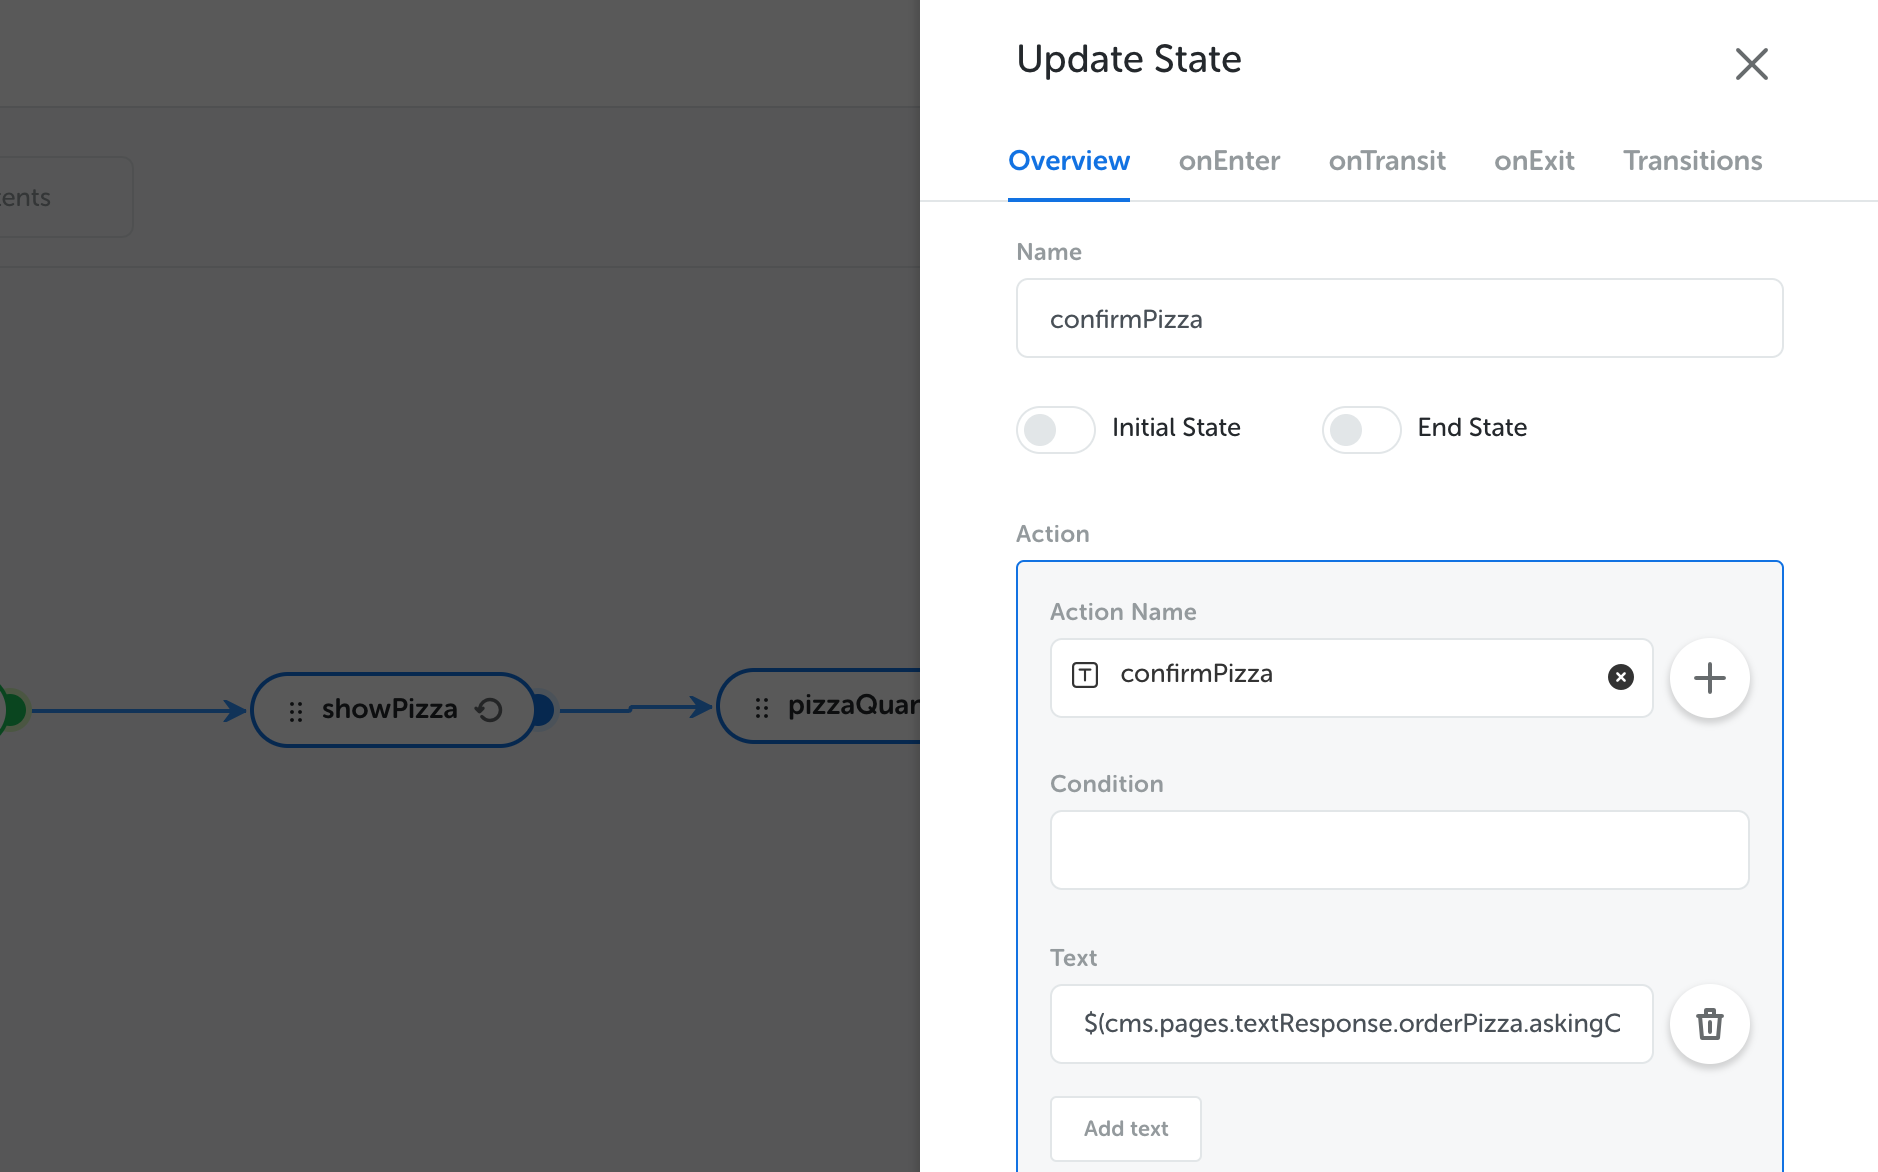 Update State
Overview onEnter onTransit onExit Transitions
Name
confirmPizza
Initial State End State
Action
Action Name
T confirmPizza
Condition
Text
$(cms.pages.textResponse.orderPizza.askingC
Add text
ents
showPizza
pizzaQuar